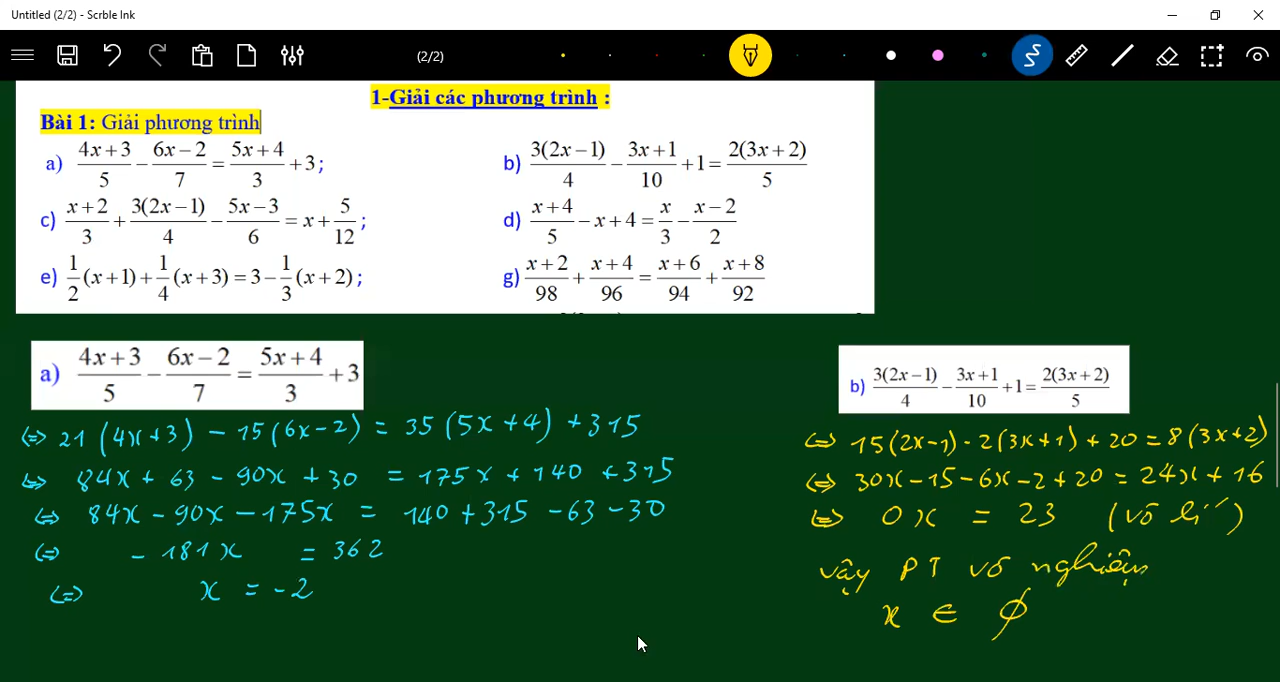 Untitled (2/2) - Scrble Ink
(2/2)
1-Giải các phương trình :
Bài 1: Giải phương trình
a) (4x+3)/5 − (6x−2)/7 = (5x+4)/3 + 3 ;
b) (3(2x−1))/4 − (3x+1)/10 + 1 = (2(3x+2))/5
c) (x+2)/3 + (3(2x−1))/4 − (5x−3)/6 = x + 5/12 ;
d) (x+4)/5 − x + 4 = x/3 − (x−2)/2
e) 1/2(x+1) + 1/4(x+3) = 3 − 1/3(x+2) ;
g) (x+2)/98 + (x+4)/96 = (x+6)/94 + (x+8)/92
a) (4x+3)/5 − (6x−2)/7 = (5x+4)/3 + 3
⇔ 21(4x+3) − 15(6x−2) = 35(5x+4) + 315
⇔ 84x + 63 − 90x + 30 = 175x + 140 + 315
⇔ 84x − 90x − 175x = 140 + 315 − 63 − 30
⇔ −181x = 362
⇔ x = −2
b) (3(2x−1))/4 − (3x+1)/10 + 1 = (2(3x+2))/5
⇔ 15(2x−1) − 2(3x+1) + 20 = 8(3x+2)
⇔ 30x − 15 − 6x − 2 + 20 = 24x + 16
⇔ 0x = 23 (vô lí)
vậy PT vô nghiệm
x ∈ ∅